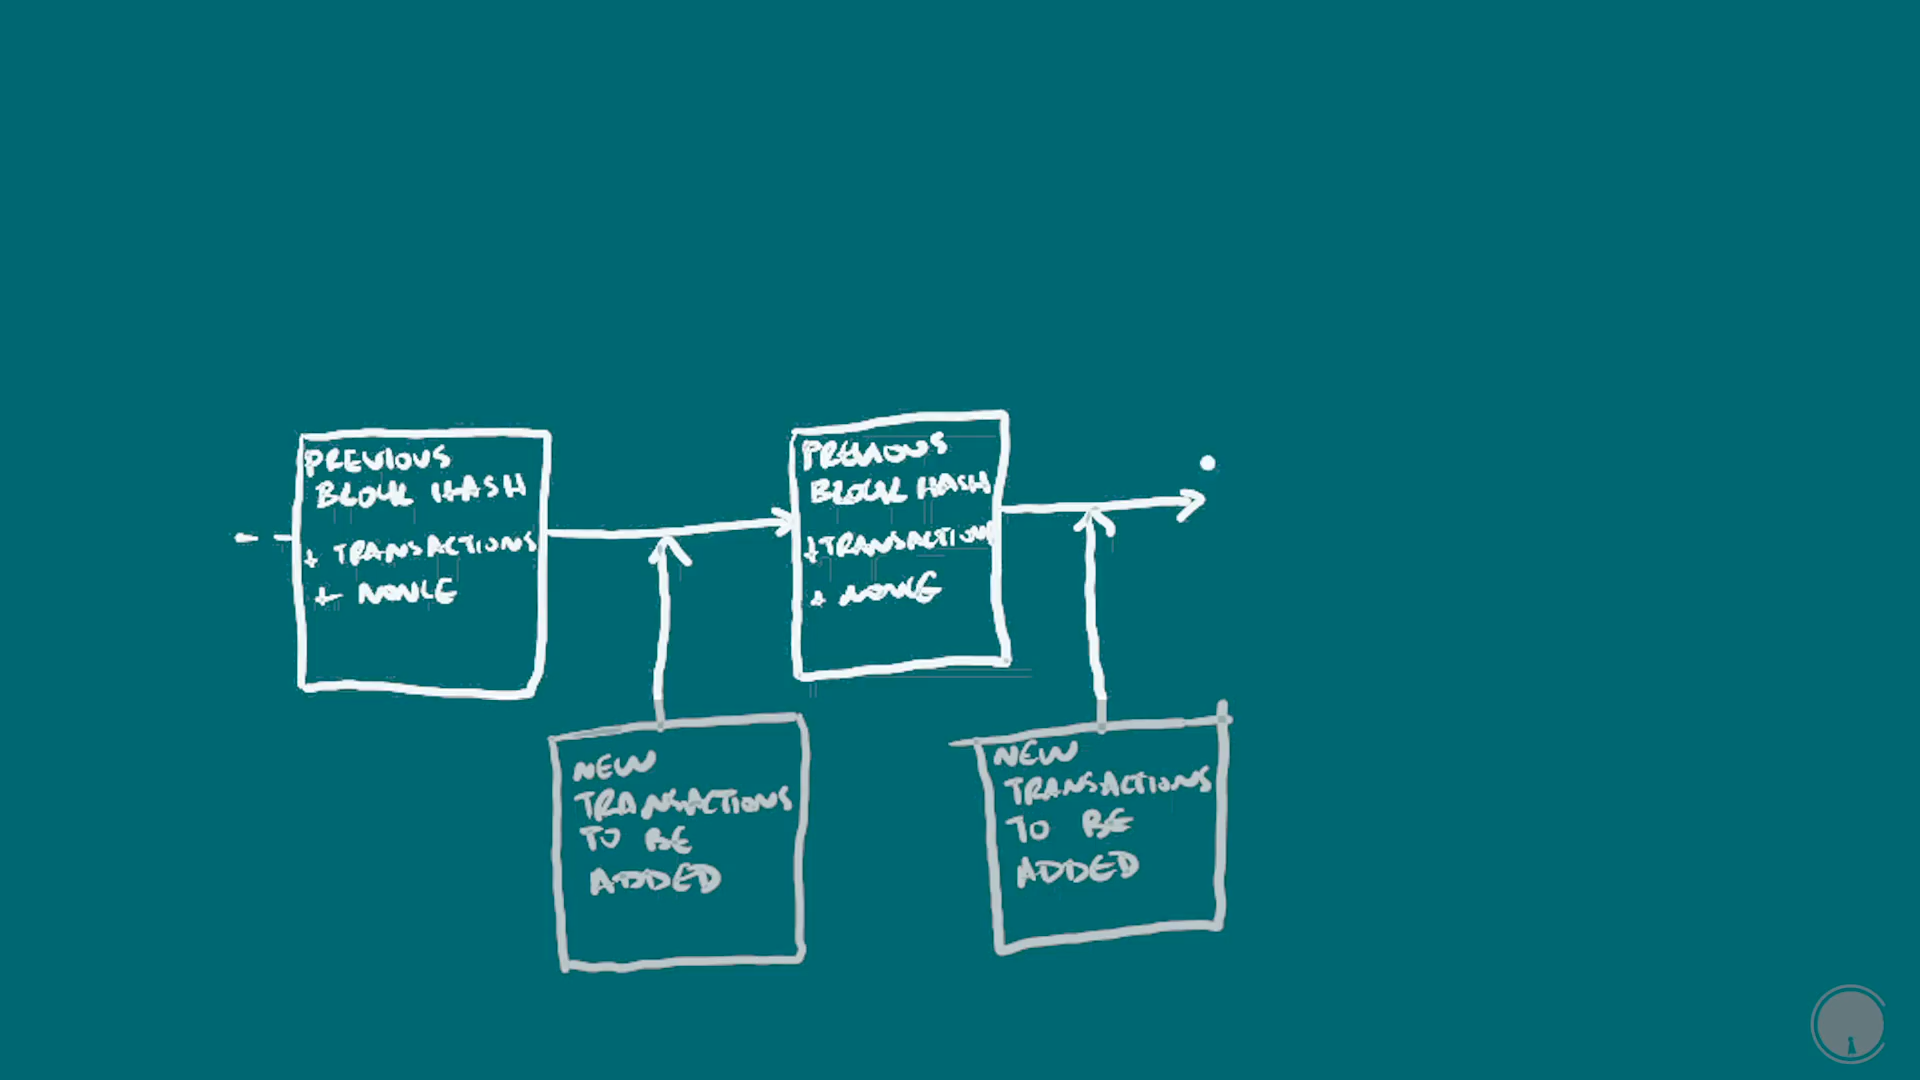 PREVIOUS
BLOCK HASH
+ TRANSACTIONS
+ NONCE
PREVIOUS
BLOCK HASH
+ TRANSACTIONS
+ NONCE
NEW
TRANSACTIONS
TO BE
ADDED
NEW
TRANSACTIONS
TO BE
ADDED